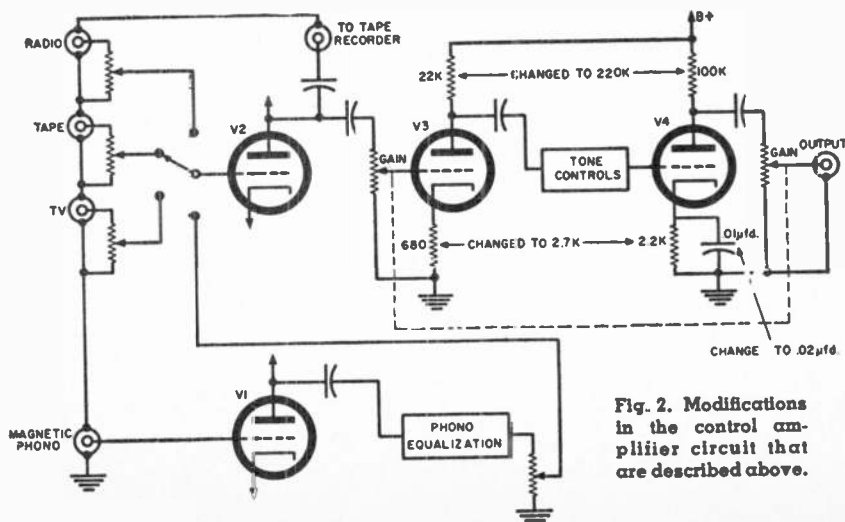 RADIO
TO TAPE
RECORDER
B+
TAPE
V2
22K
CHANGED TO 220K
100K
V3
V4
GAIN
GAIN
OUTPUT
TV
TONE
CONTROLS
680
CHANGED TO 2.7K
2.2K
.01µfd.
CHANGE TO .02µfd.
V1
MAGNETIC
PHONO
PHONO
EQUALIZATION
Fig. 2. Modifications
in the control am-
plifier circuit that
are described above.